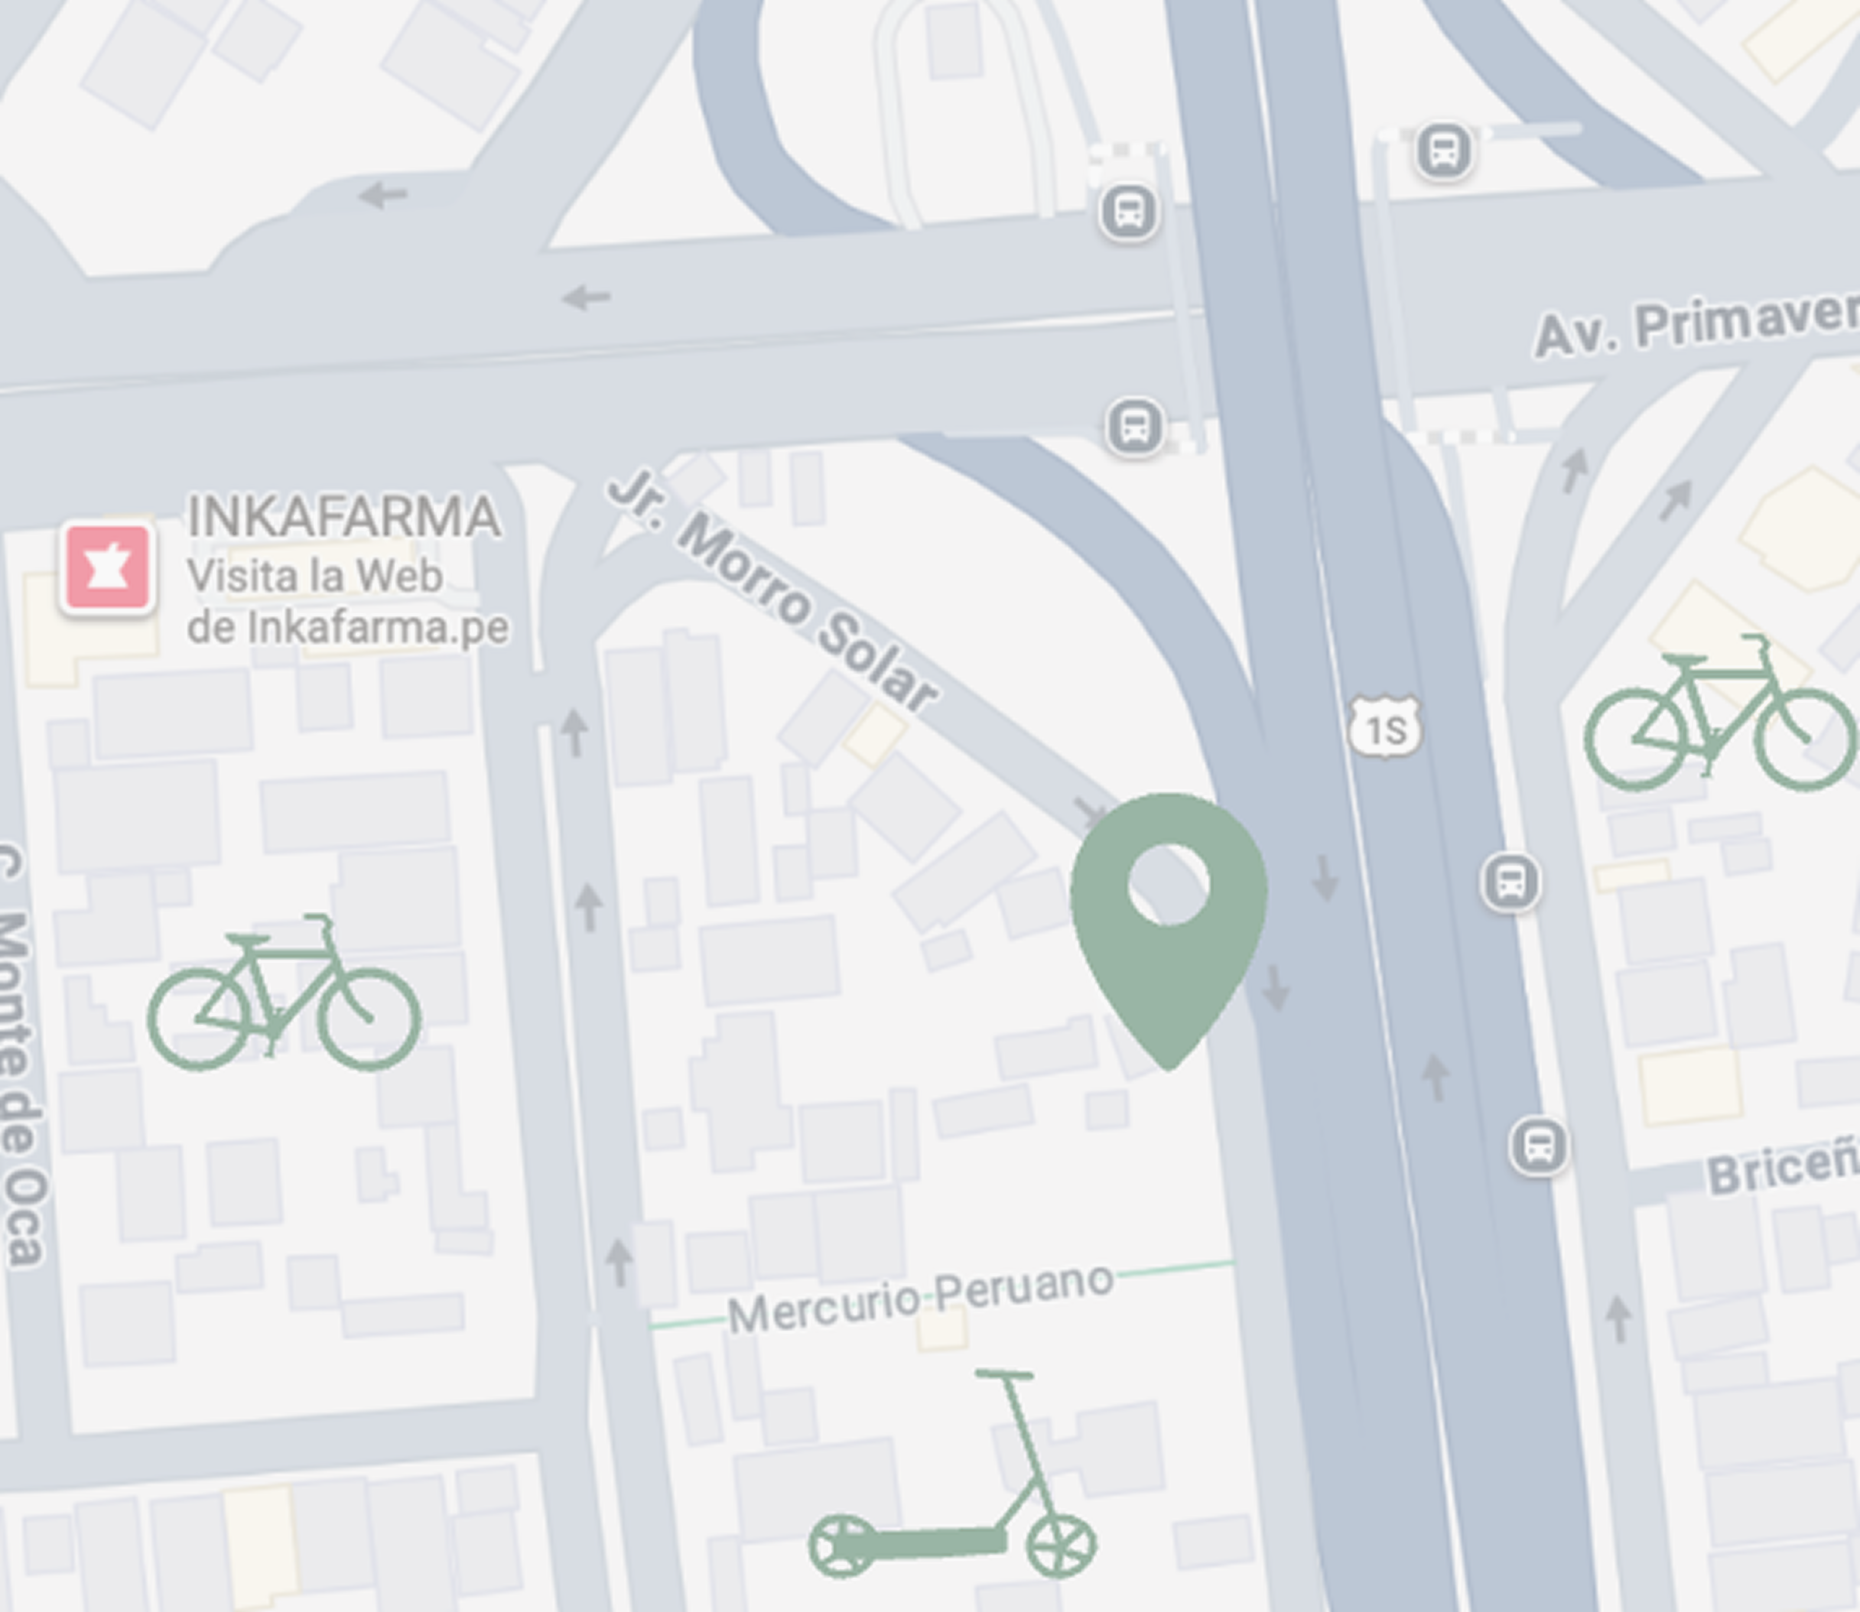 Av. Primaver
INKAFARMA
Visita la Web
de Inkafarma.pe
Jr. Morro Solar
1S
C. Monte de Oca
Briceñ
Mercurio Peruano